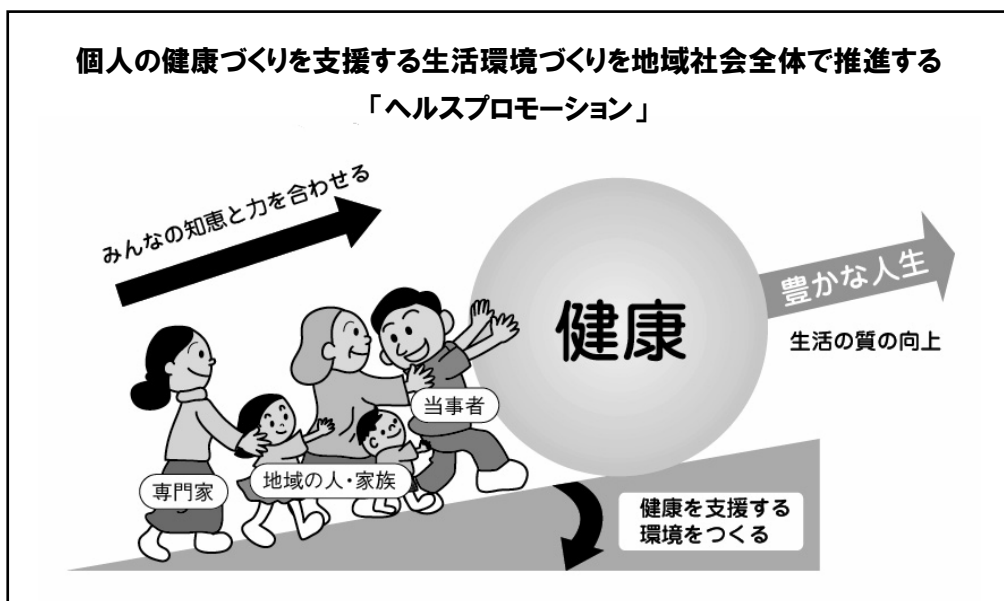 個人の健康づくりを支援する生活環境づくりを地域社会全体で推進する
「ヘルスプロモーション」
みんなの知恵と力を合わせる
健康
豊かな人生
生活の質の向上
当事者
地域の人・家族
専門家
健康を支援する
環境をつくる